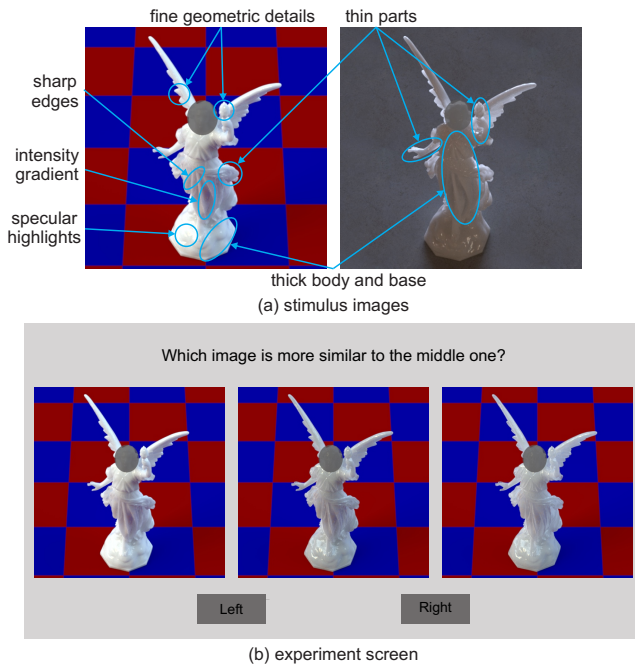 fine geometric details
thin parts
sharp
edges
intensity
gradient
specular
highlights
thick body and base
(a) stimulus images
Which image is more similar to the middle one?
Left
Right
(b) experiment screen